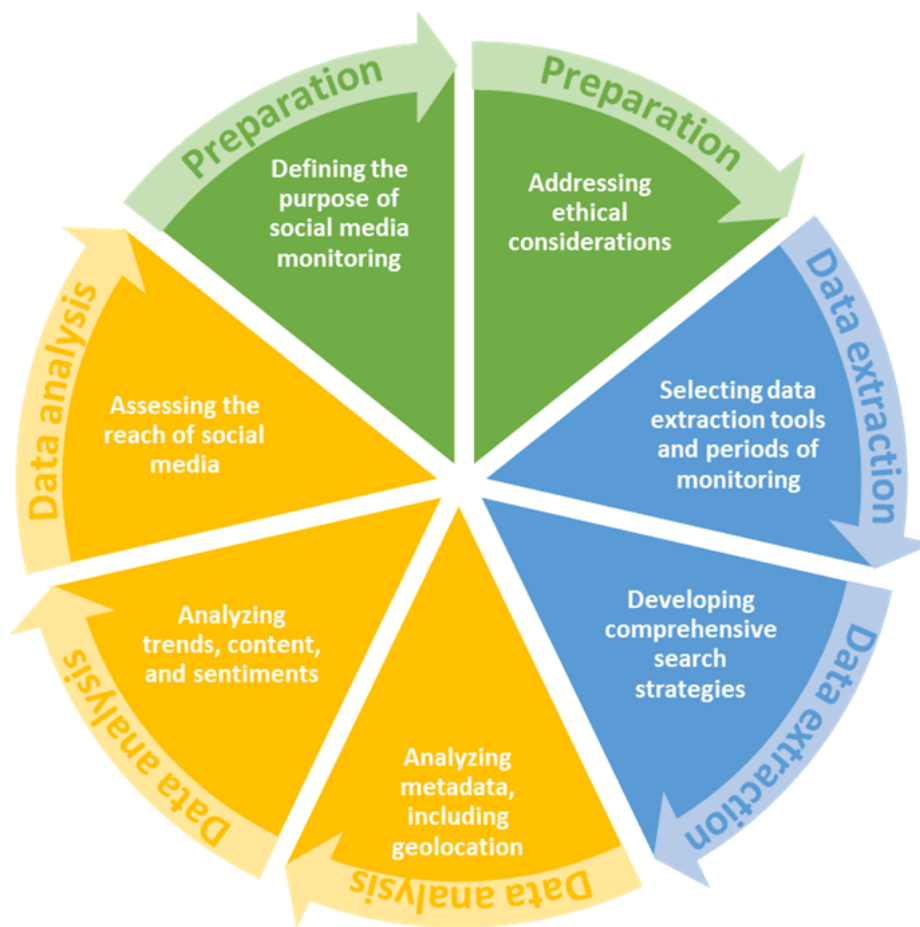 Preparation
Defining the
purpose of
social media
monitoring
Preparation
Addressing
ethical
considerations
Data extraction
Selecting data
extraction tools
and periods of
monitoring
Data extraction
Developing
comprehensive
search
strategies
Data analysis
Analyzing
metadata,
including
geolocation
Data analysis
Analyzing
trends, content,
and sentiments
Data analysis
Assessing the
reach of social
media